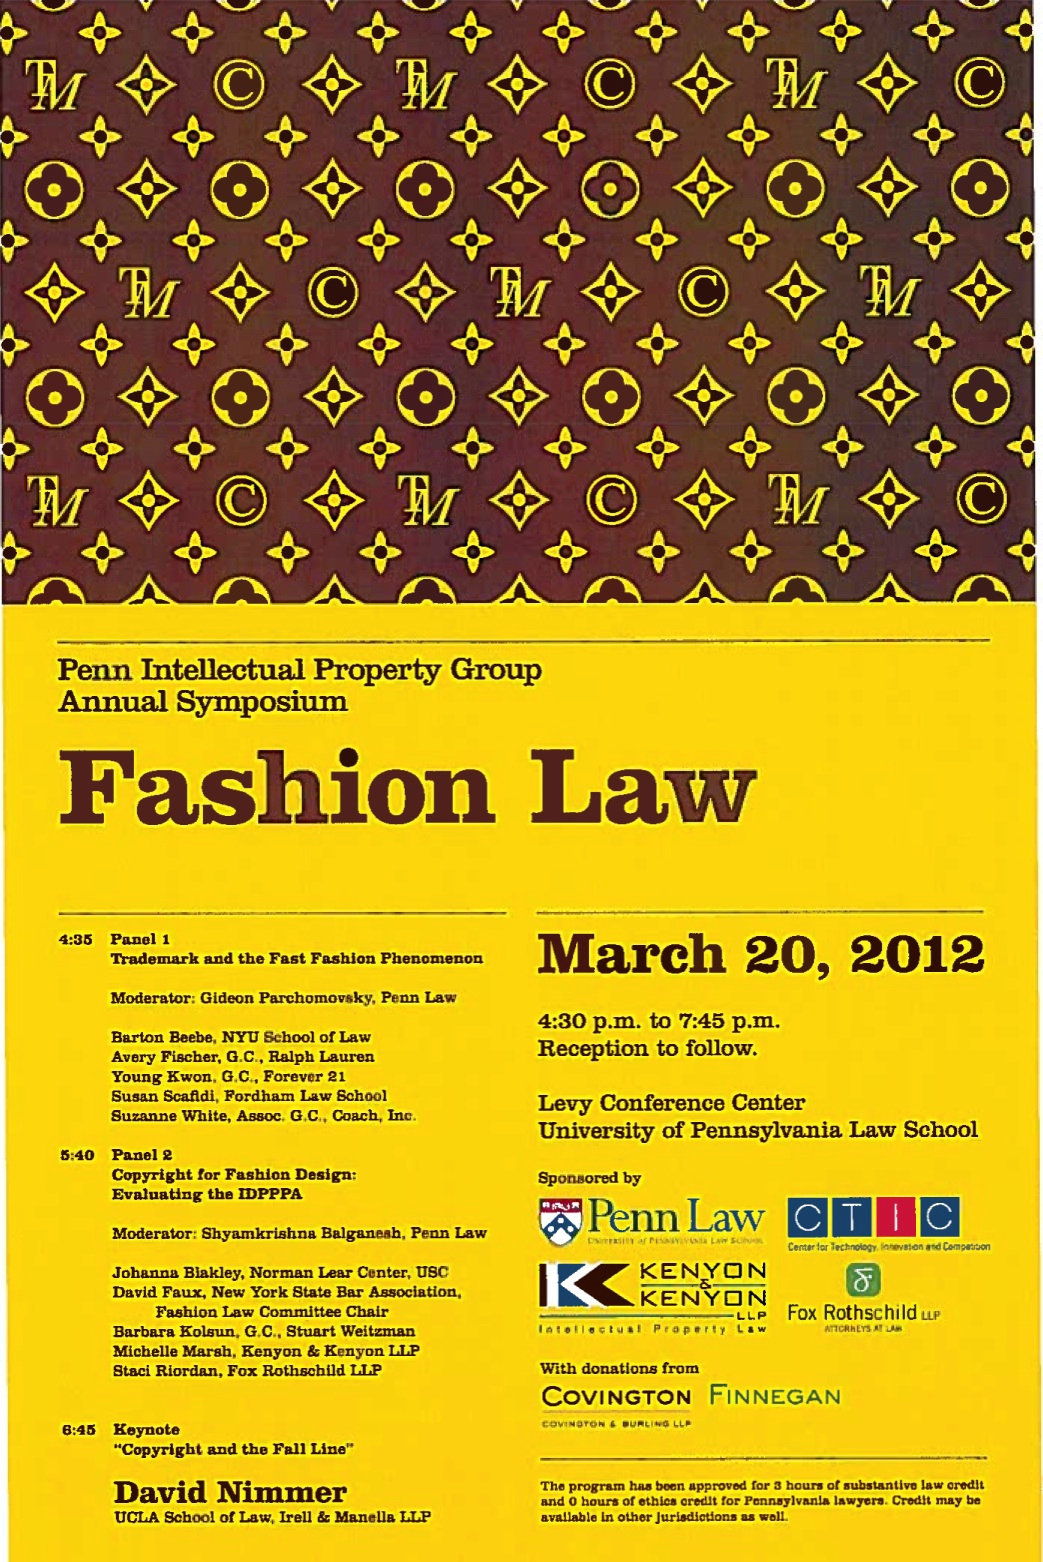 TM © TM © TM ©
TM © TM © TM
TM © TM © TM ©
Penn Intellectual Property Group
Annual Symposium
Fashion Law
4:35 Panel 1
Trademark and the Fast Fashion Phenomenon
Moderator: Gideon Parchomovsky, Penn Law
Barton Beebe, NYU School of Law
Avery Fischer, G.C., Ralph Lauren
Young Kwon, G.C., Forever 21
Susan Scafidi, Fordham Law School
Suzanne White, Assoc. G.C., Coach, Inc.
5:40 Panel 2
Copyright for Fashion Design:
Evaluating the IDPPPA
Moderator: Shyamkrishna Balganesh, Penn Law
Johanna Blakley, Norman Lear Center, USC
David Faux, New York State Bar Association,
Fashion Law Committee Chair
Barbara Kolsun, G.C., Stuart Weitzman
Michelle Marsh, Kenyon & Kenyon LLP
Staci Riordan, Fox Rothschild LLP
6:45 Keynote
“Copyright and the Fall Line”
David Nimmer
UCLA School of Law, Irell & Manella LLP
March 20, 2012
4:30 p.m. to 7:45 p.m.
Reception to follow.
Levy Conference Center
University of Pennsylvania Law School
Sponsored by
Penn Law
UNIVERSITY of PENNSYLVANIA LAW SCHOOL
CTIC
Center for Technology, Innovation and Competition
KENYON
&
KENYON
LLP
Intellectual Property Law
Fox Rothschild LLP
ATTORNEYS AT LAW
With donations from
COVINGTON
COVINGTON & BURLING LLP
FINNEGAN
The program has been approved for 3 hours of substantive law credit
and 0 hours of ethics credit for Pennsylvania lawyers. Credit may be
available in other jurisdictions as well.